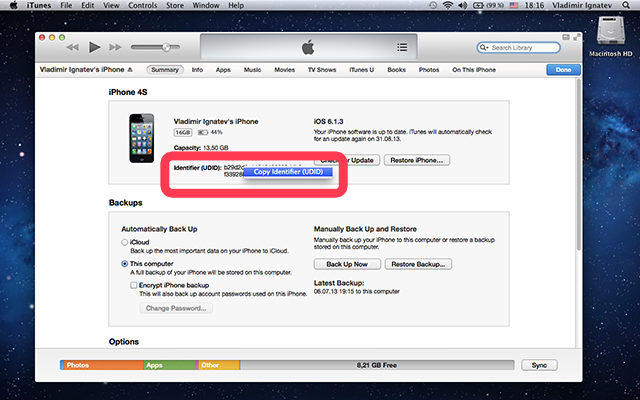 iTunes File Edit View Controls Store Window Help (99 %) 18:16 Vladimir Ignatev
Macintosh HD
Search Library
Vladimir Ignatev's iPhone Summary Info Apps Music Movies TV Shows iTunes U Books Photos On This iPhone Done
iPhone 4S
Vladimir Ignatev's iPhone
16GB 44%
Capacity: 13,50 GB
Identifier (UDID):
Copy Identifier (UDID)
iOS 6.1.3
Your iPhone software is up to date. iTunes will automatically check
for an update again on 31.08.13.
Update Restore iPhone...
Backups
Automatically Back Up
iCloud
Back up the most important data on your iPhone to iCloud.
This computer
A full backup of your iPhone will be stored on this computer.
Encrypt iPhone backup
This will also back up account passwords used on this iPhone.
Change Password...
Manually Back Up and Restore
Manually back up your iPhone to this computer or restore a backup
stored on this computer.
Back Up Now Restore Backup...
Latest Backup:
06.07.13 19:15 to this computer
Options
Photos Apps Other 8,21 GB Free Sync